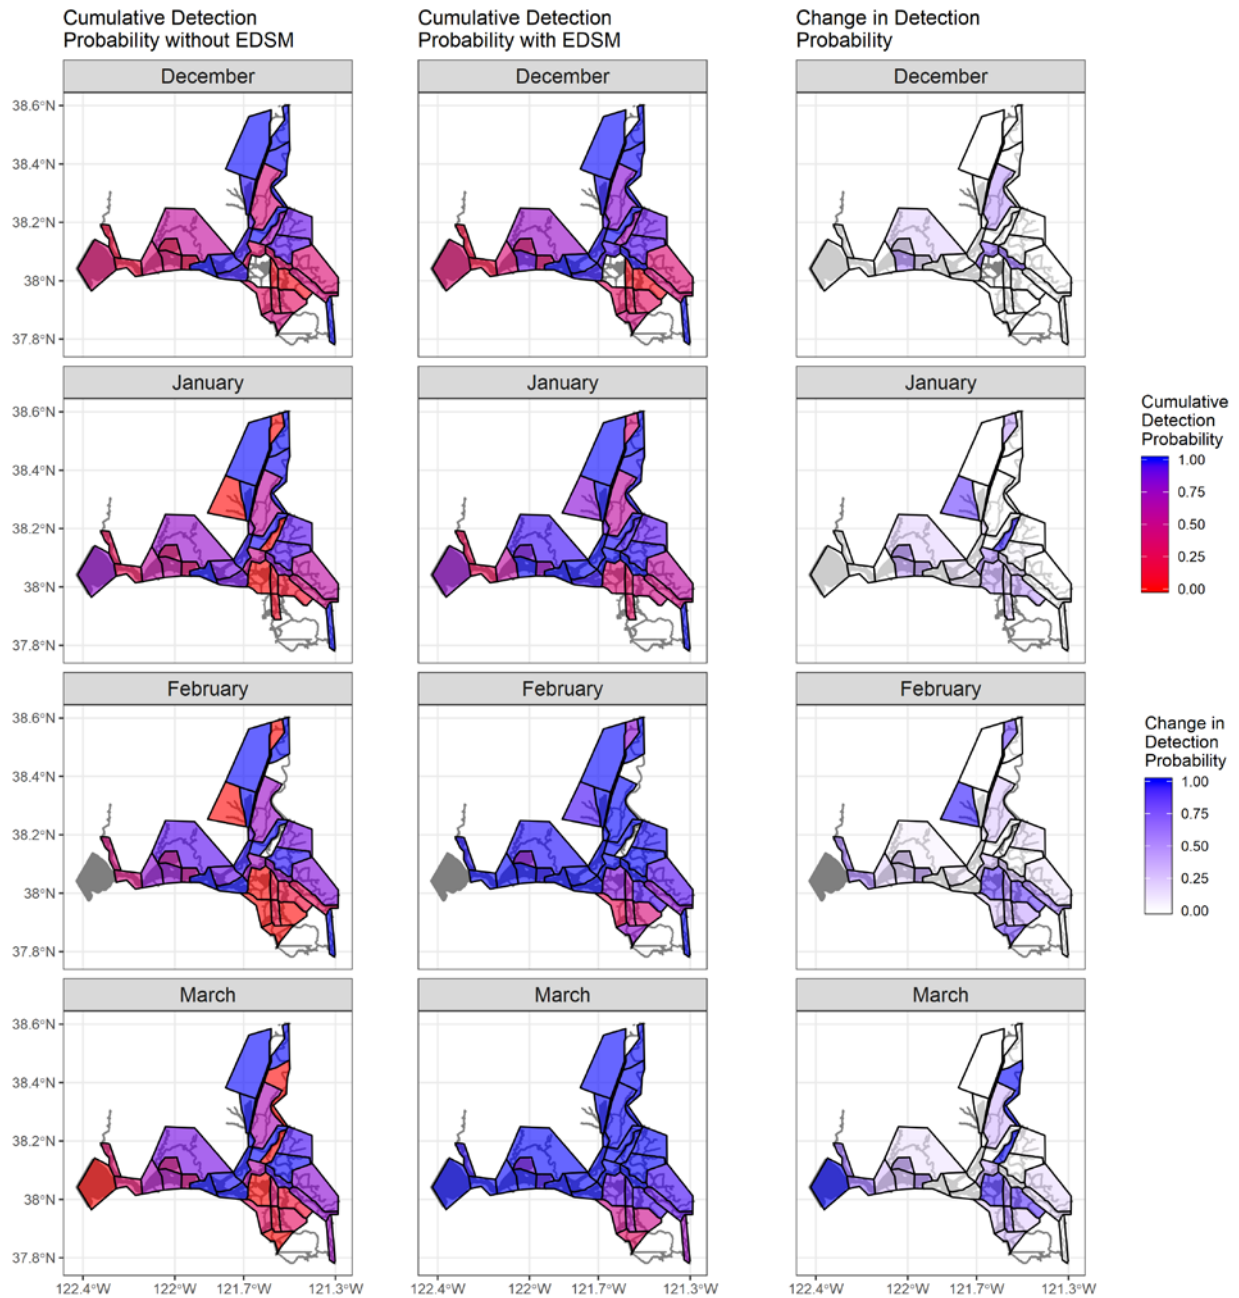 Cumulative Detection
Probability without EDSM
Cumulative Detection
Probability with EDSM
Change in Detection
Probability
December
December
December
38.6°N
38.4°N
38.2°N
38°N
37.8°N
January
January
January
38.6°N
38.4°N
38.2°N
38°N
37.8°N
Cumulative
Detection
Probability
1.00
0.75
0.50
0.25
0.00
February
February
February
38.6°N
38.4°N
38.2°N
38°N
37.8°N
Change in
Detection
Probability
1.00
0.75
0.50
0.25
0.00
March
March
March
38.6°N
38.4°N
38.2°N
38°N
37.8°N
122.4°W 122°W 121.7°W 121.3°W
122.4°W 122°W 121.7°W 121.3°W
122.4°W 122°W 121.7°W 121.3°W